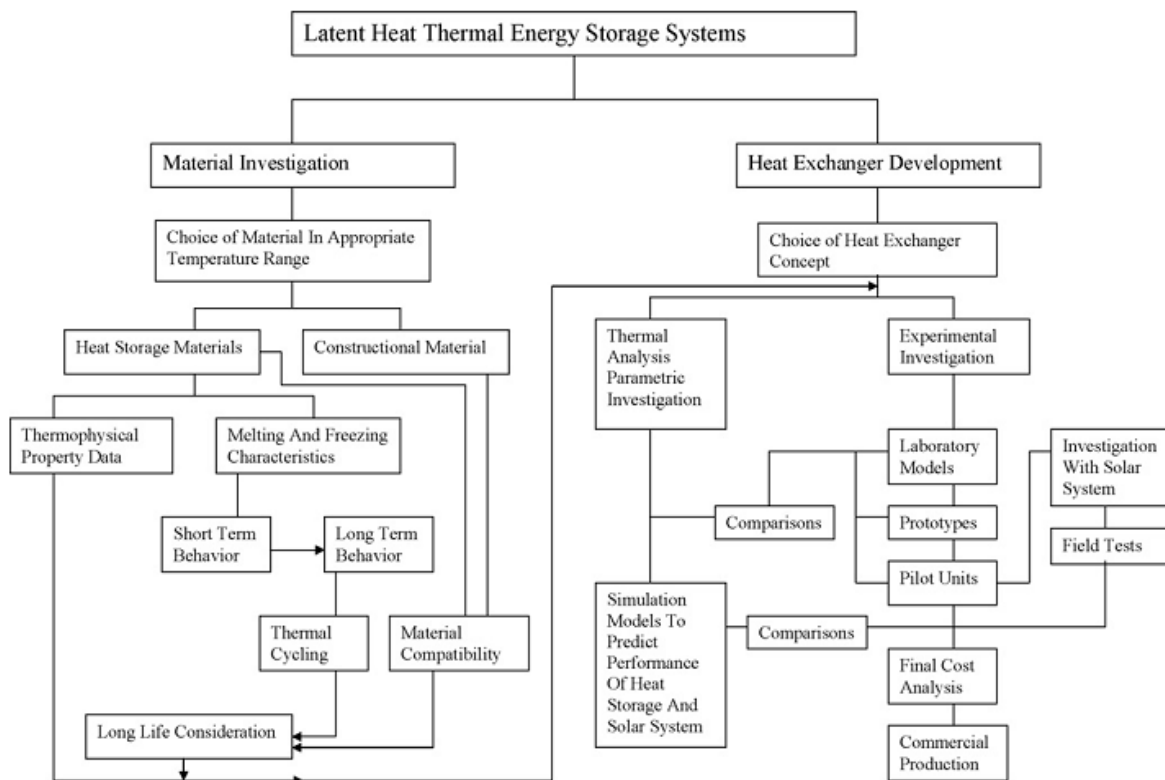 Latent Heat Thermal Energy Storage Systems
Material Investigation
Heat Exchanger Development
Choice of Material In Appropriate
Temperature Range
Choice of Heat Exchanger
Concept
Heat Storage Materials
Constructional Material
Thermal
Analysis
Parametric
Investigation
Experimental
Investigation
Thermophysical
Property Data
Melting And Freezing
Characteristics
Laboratory
Models
Investigation
With Solar
System
Short Term
Behavior
Long Term
Behavior
Comparisons
Prototypes
Field Tests
Pilot Units
Simulation
Models To
Predict
Performance
Of Heat
Storage And
Solar System
Thermal
Cycling
Material
Compatibility
Comparisons
Final Cost
Analysis
Long Life Consideration
Commercial
Production